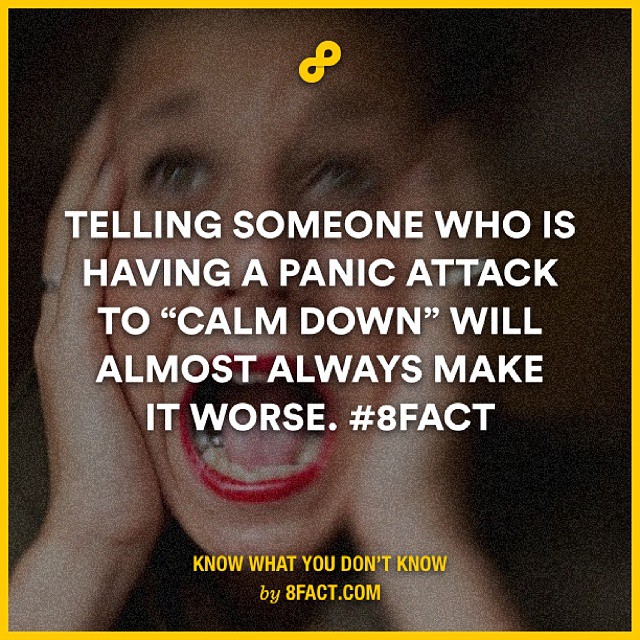 TELLING SOMEONE WHO IS
HAVING A PANIC ATTACK
TO “CALM DOWN” WILL
ALMOST ALWAYS MAKE
IT WORSE. #8FACT
KNOW WHAT YOU DON’T KNOW
by 8FACT.COM